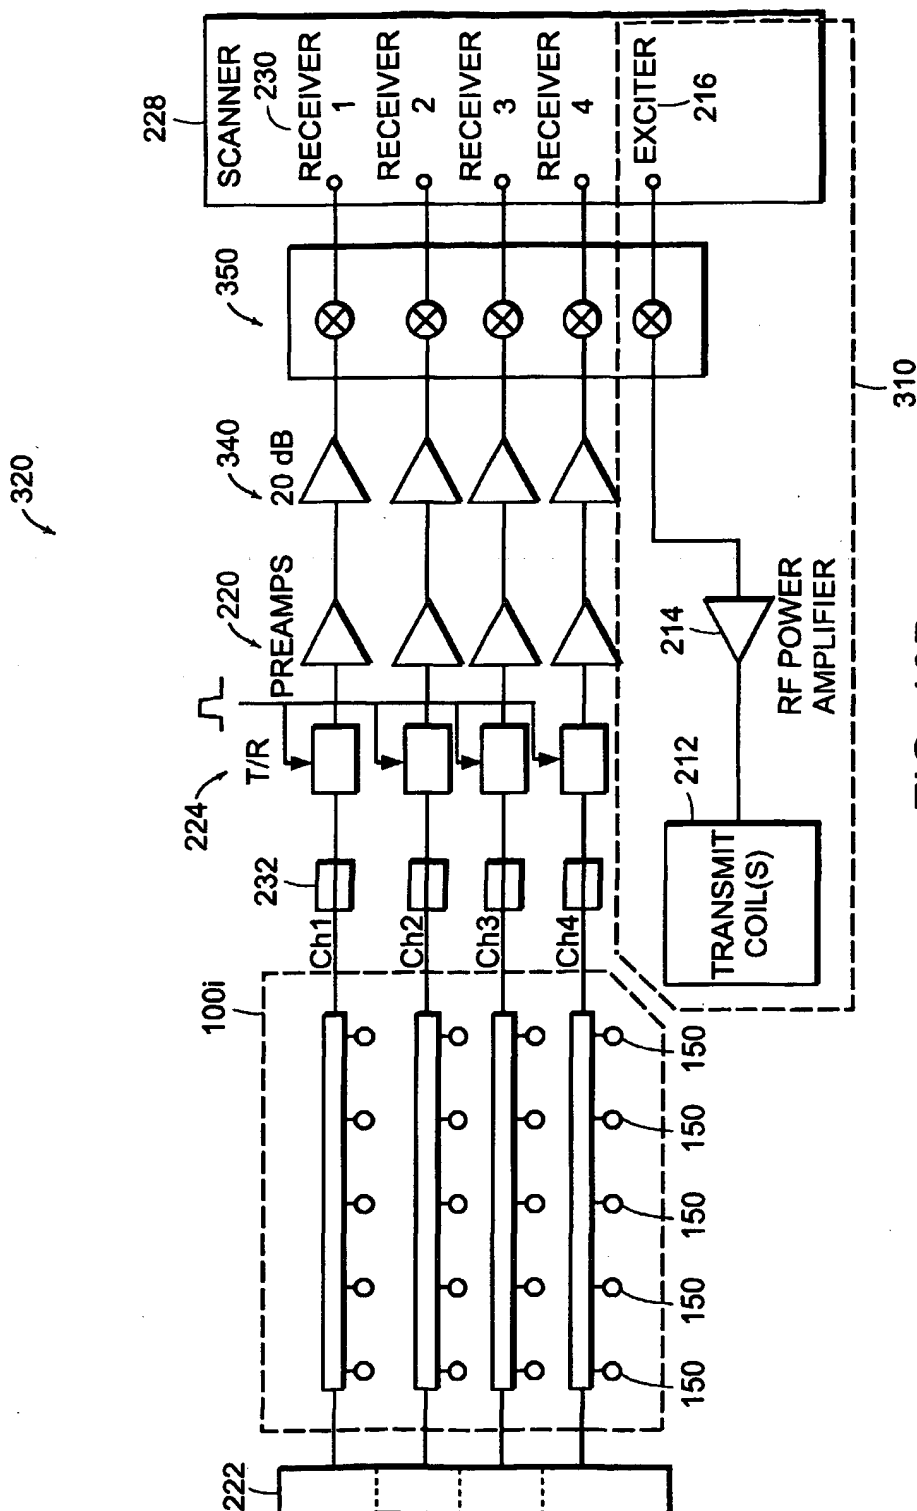 320
228
SCANNER
230
RECEIVER
1
RECEIVER
2
RECEIVER
3
RECEIVER
4
EXCITER
216
350
340
20 dB
220
PREAMPS
224
T/R
232
Ch1
Ch2
Ch3
Ch4
100i
150
150
150
150
150
222
214
RF POWER
AMPLIFIER
212
TRANSMIT
COIL(S)
310